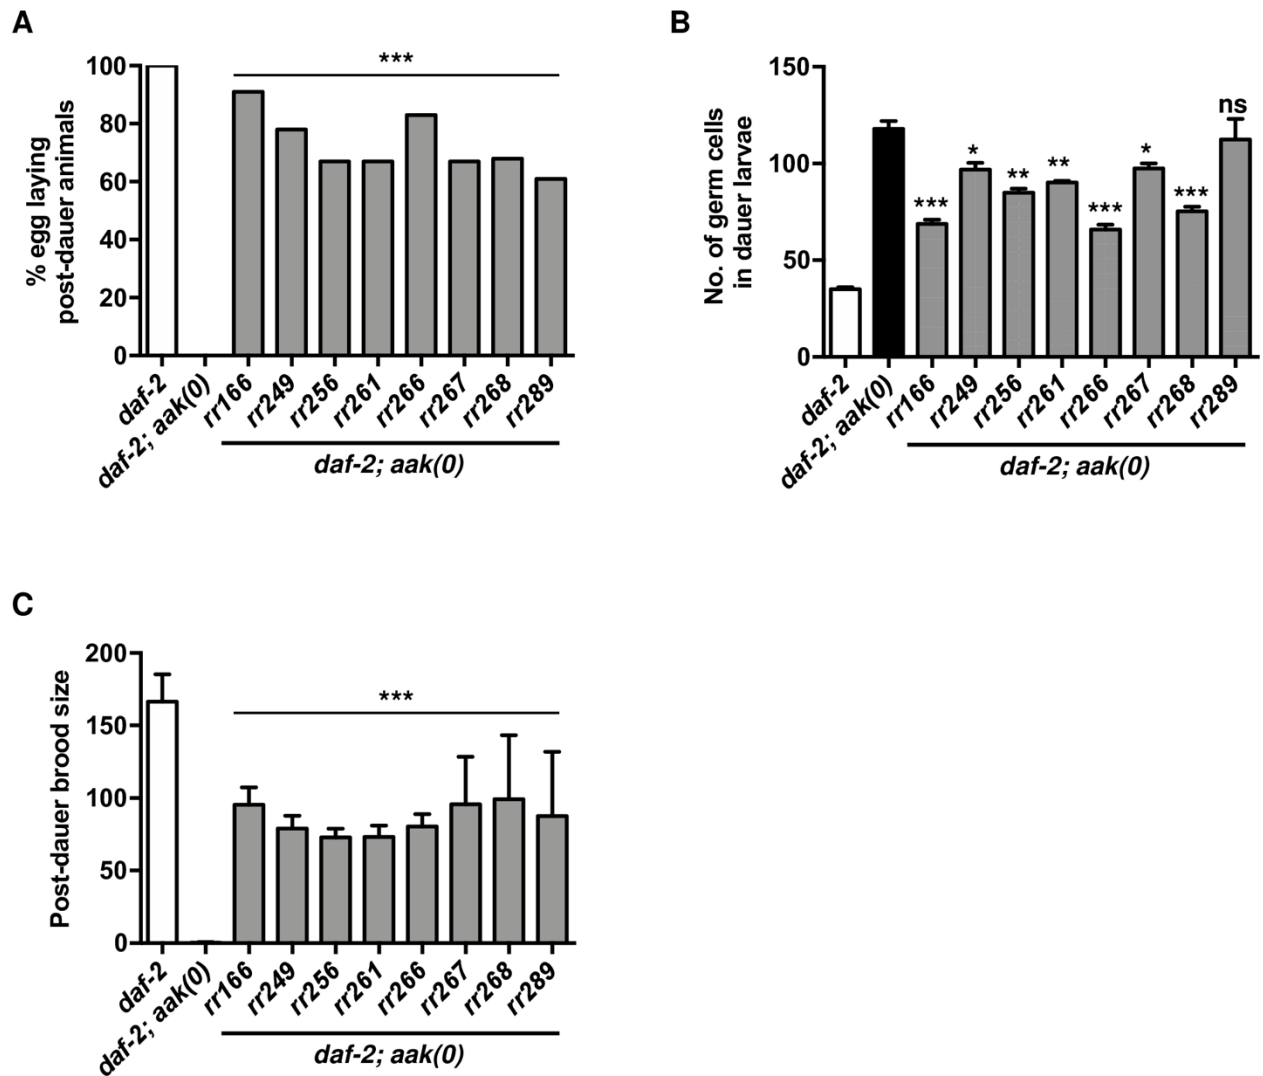 A
% egg laying
post-dauer animals
100
80
60
40
20
0
***
daf-2
daf-2; aak(0)
rr166
rr249
rr256
rr261
rr266
rr267
rr268
rr289
daf-2; aak(0)
B
No. of germ cells
in dauer larvae
150
100
50
0
***
*
**
**
***
*
***
ns
daf-2
daf-2; aak(0)
rr166
rr249
rr256
rr261
rr266
rr267
rr268
rr289
daf-2; aak(0)
C
Post-dauer brood size
200
150
100
50
0
***
daf-2
daf-2; aak(0)
rr166
rr249
rr256
rr261
rr266
rr267
rr268
rr289
daf-2; aak(0)